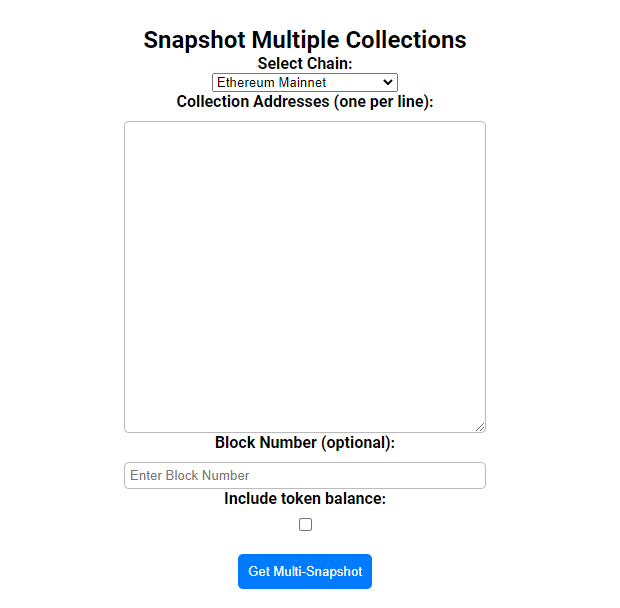 Snapshot Multiple Collections
Select Chain:
Ethereum Mainnet
Collection Addresses (one per line):
Block Number (optional):
Enter Block Number
Include token balance:
Get Multi-Snapshot